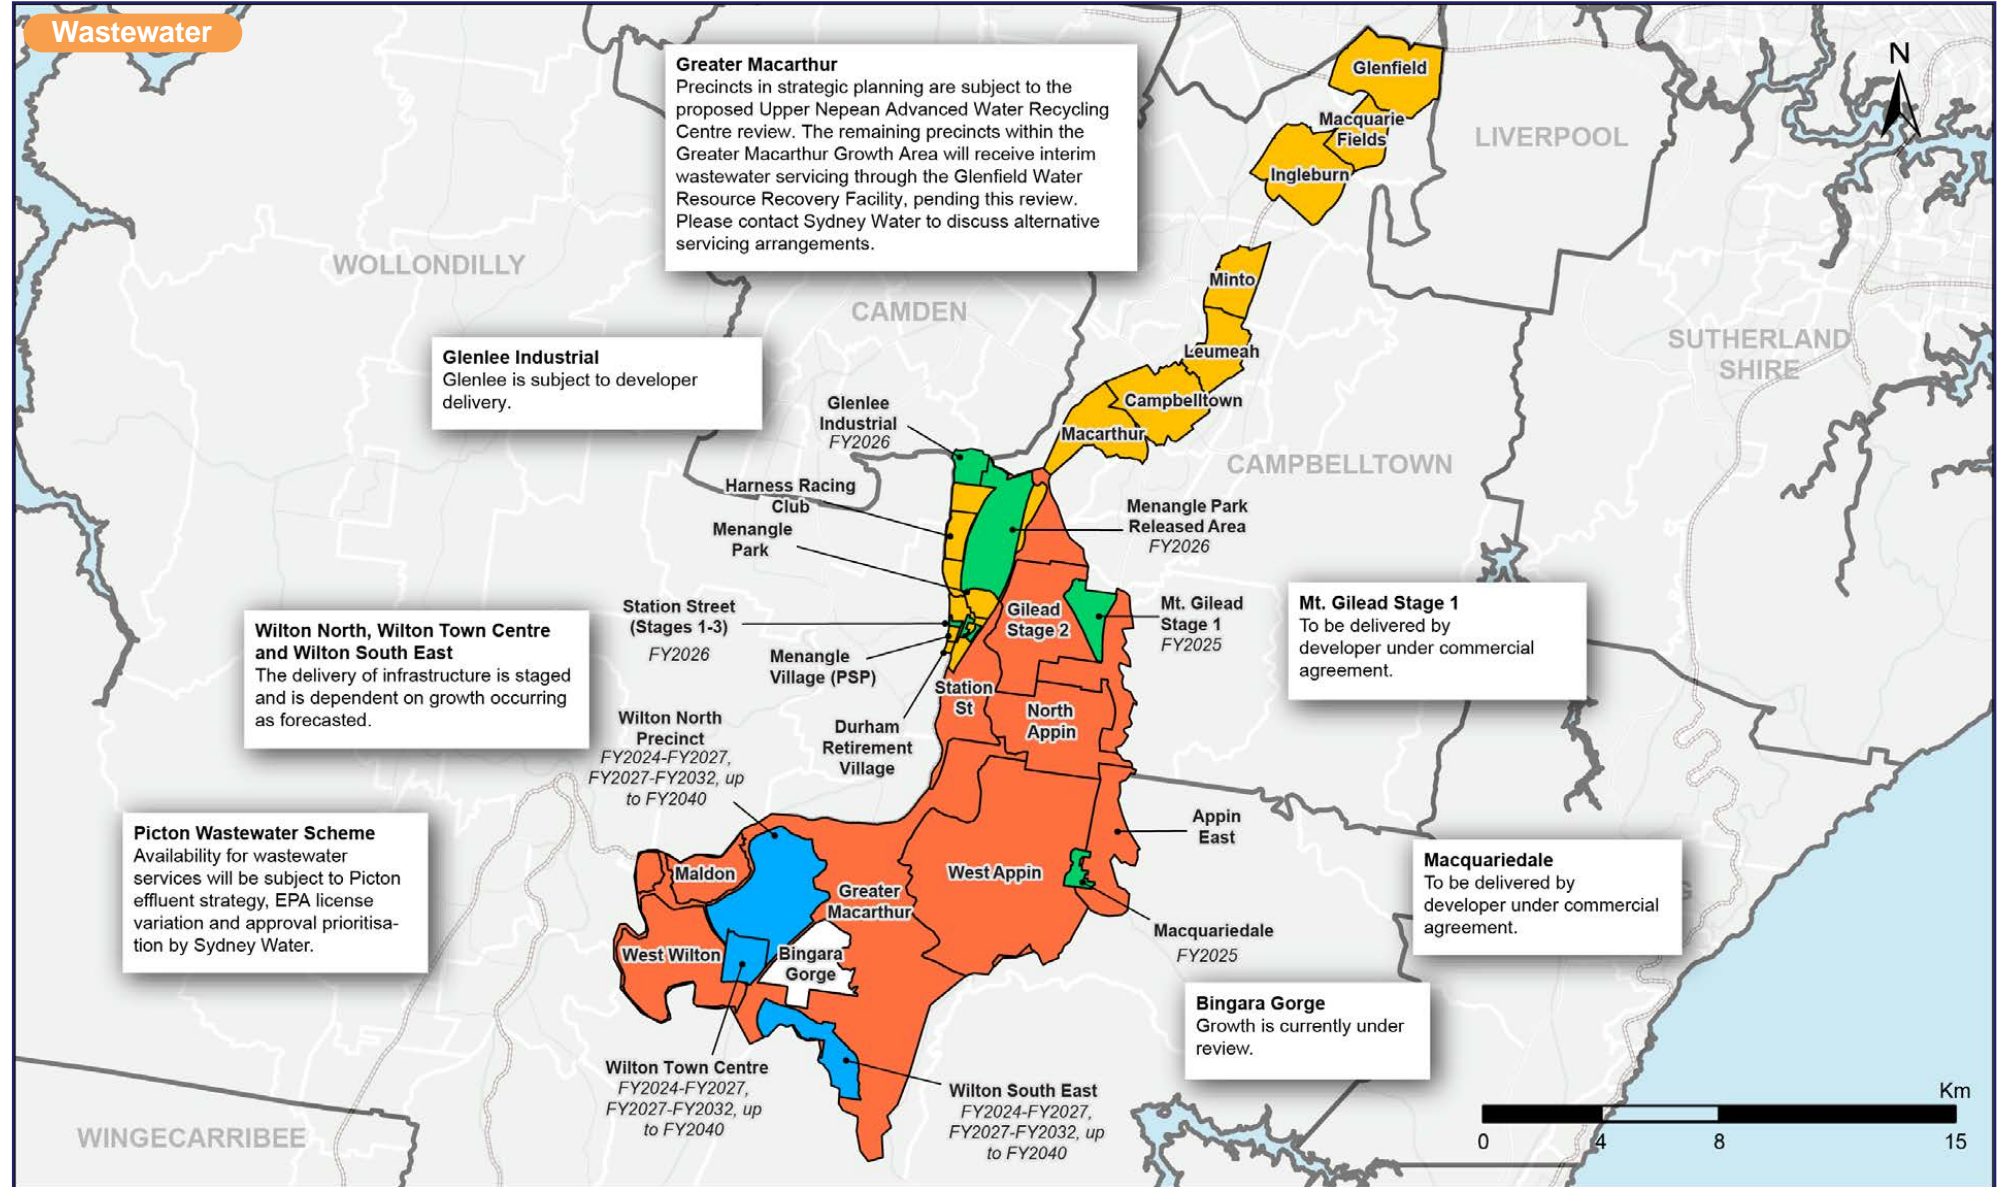 Wastewater
Greater Macarthur
Precincts in strategic planning are subject to the
proposed Upper Nepean Advanced Water Recycling
Centre review. The remaining precincts within the
Greater Macarthur Growth Area will receive interim
wastewater servicing through the Glenfield Water
Resource Recovery Facility, pending this review.
Please contact Sydney Water to discuss alternative
servicing arrangements.
N
Glenfield
Macquarie
Fields
Ingleburn
LIVERPOOL
WOLLONDILLY
CAMDEN
Minto
Leumeah
SUTHERLAND
SHIRE
Glenlee Industrial
Glenlee is subject to developer
delivery.
Glenlee
Industrial
FY2026
Campbelltown
Macarthur
CAMPBELLTOWN
Harness Racing
Club
Menangle
Park
Menangle Park
Released Area
FY2026
Station Street
(Stages 1-3)
FY2026
Menangle
Village (PSP)
Durham
Retirement
Village
Gilead
Stage 2
Mt. Gilead
Stage 1
FY2025
Mt. Gilead Stage 1
To be delivered by
developer under commercial
agreement.
Wilton North, Wilton Town Centre
and Wilton South East
The delivery of infrastructure is staged
and is dependent on growth occurring
as forecasted.
Station
St
North
Appin
Wilton North
Precinct
FY2024-FY2027,
FY2027-FY2032, up
to FY2040
Picton Wastewater Scheme
Availability for wastewater
services will be subject to Picton
effluent strategy, EPA license
variation and approval prioritisa-
tion by Sydney Water.
Maldon
Greater
Macarthur
West Appin
Appin
East
Macquariedale
FY2025
Macquariedale
To be delivered by
developer under commercial
agreement.
G
West Wilton
Bingara
Gorge
Bingara Gorge
Growth is currently under
review.
Wilton Town Centre
FY2024-FY2027,
FY2027-FY2032, up
to FY2040
Wilton South East
FY2024-FY2027,
FY2027-FY2032, up
to FY2040
WINGECARRIBEE
Km
0 4 8 15